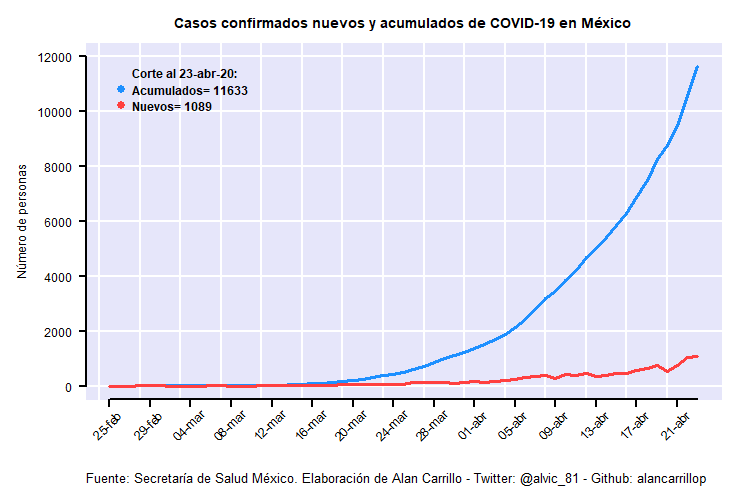 Casos confirmados nuevos y acumulados de COVID-19 en México
Corte al 23-abr-20:
Acumulados= 11633
Nuevos= 1089
Número de personas
12000
10000
8000
6000
4000
2000
0
25-feb
29-feb
04-mar
08-mar
12-mar
16-mar
20-mar
24-mar
28-mar
01-abr
05-abr
09-abr
13-abr
17-abr
21-abr
Fuente: Secretaría de Salud México. Elaboración de Alan Carrillo - Twitter: @alvic_81 - Github: alancarrillop